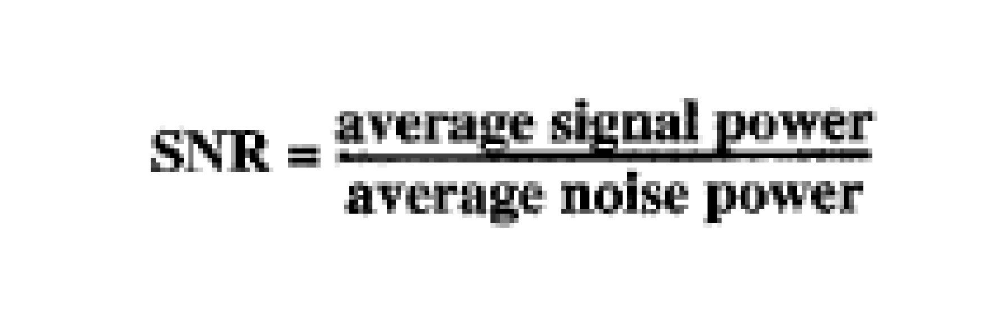 SNR = average signal power
average noise power